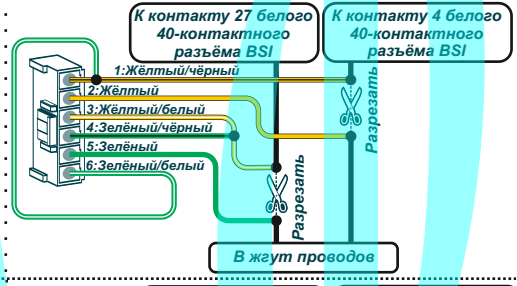 К контакту 27 белого
40-контактного
разъёма BSI
К контакту 4 белого
40-контактного
разъёма BSI
1:Жёлтый/чёрный
2:Жёлтый
3:Жёлтый/белый
4:Зелёный/чёрный
5:Зелёный
6:Зелёный/белый
Разрезать
Разрезать
В жгут проводов